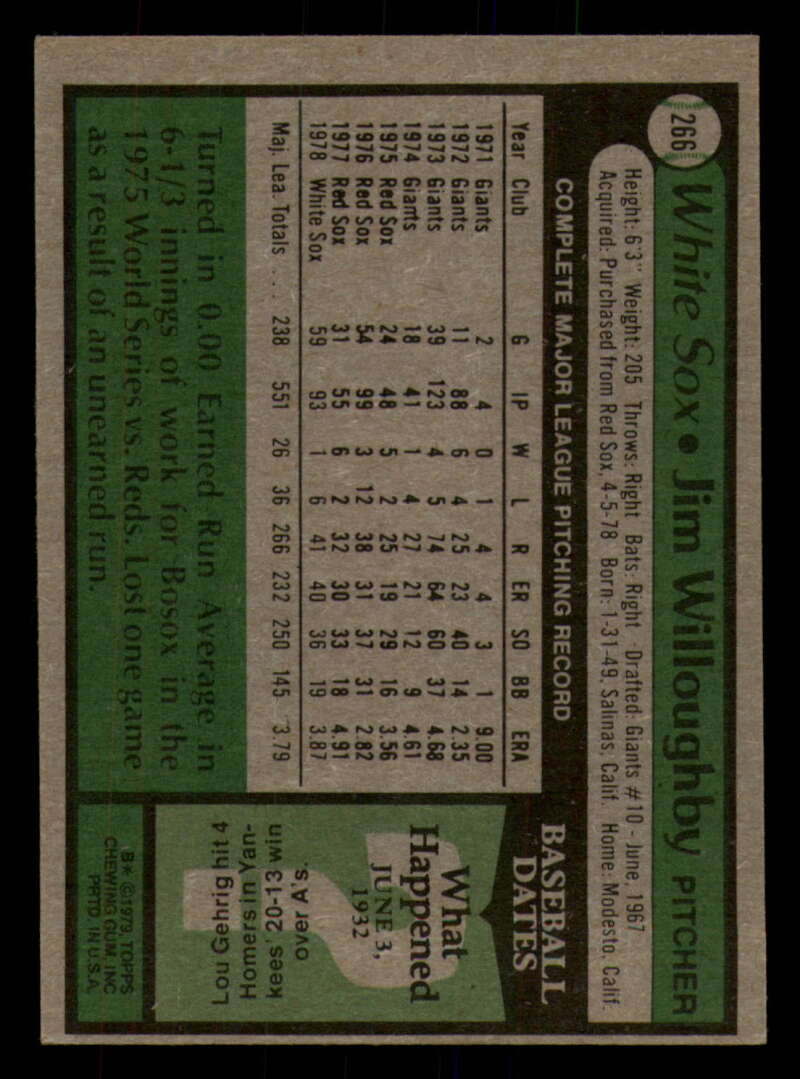 266 White Sox • Jim Willoughby PITCHER
Height: 6'3" Weight: 205 Throws: Right Bats: Right Drafted: Giants #10 - June, 1967
Acquired: Purchased from Red Sox, 4-5-78 Born: 1-31-49, Salinas, Calif. Home: Modesto, Calif.
COMPLETE MAJOR LEAGUE PITCHING RECORD
Year Club G IP W L R ER SO BB ERA
1971 Giants 2 4 0 1 4 4 3 1 9.00
1972 Giants 11 88 6 4 25 23 40 14 2.35
1973 Giants 39 123 4 5 74 64 60 37 4.68
1974 Giants 18 41 1 4 27 21 12 9 4.61
1975 Red Sox 24 48 5 2 25 19 29 16 3.56
1976 Red Sox 54 99 3 12 38 31 37 31 2.82
1977 Red Sox 31 55 6 2 32 30 33 18 4.91
1978 White Sox 59 93 1 6 41 40 36 19 3.87
Maj. Lea. Totals ... 238 551 26 36 266 232 250 145 3.79
Turned in 0.00 Earned Run Average in
6-1/3 innings of work for Bosox in the
1975 World Series vs. Reds. Lost one game
as a result of an unearned run.
BASEBALL
DATES
What
Happened
JUNE 3,
1932
Lou Gehrig hit 4
Homers in Yan-
kees' 20-13 win
over A's.
B* © 1979, TOPPS
CHEWING GUM, INC
PRTD. IN U.S.A.